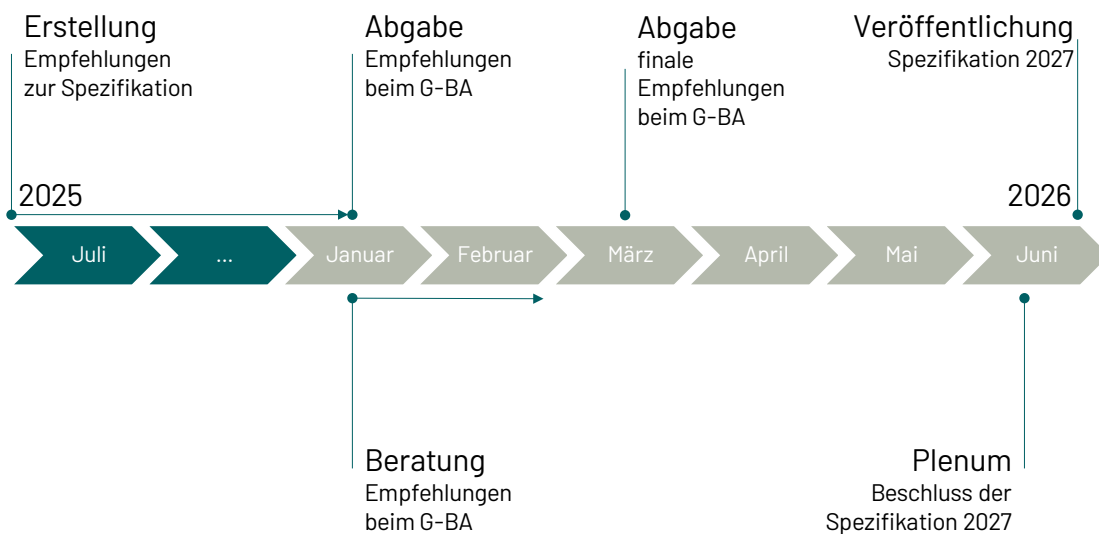 Erstellung
Empfehlungen
zur Spezifikation
Abgabe
Empfehlungen
beim G-BA
Abgabe
finale
Empfehlungen
beim G-BA
Veröffentlichung
Spezifikation 2027
2025
2026
Juli
...
Januar
Februar
März
April
Mai
Juni
Beratung
Empfehlungen
beim G-BA
Plenum
Beschluss der
Spezifikation 2027